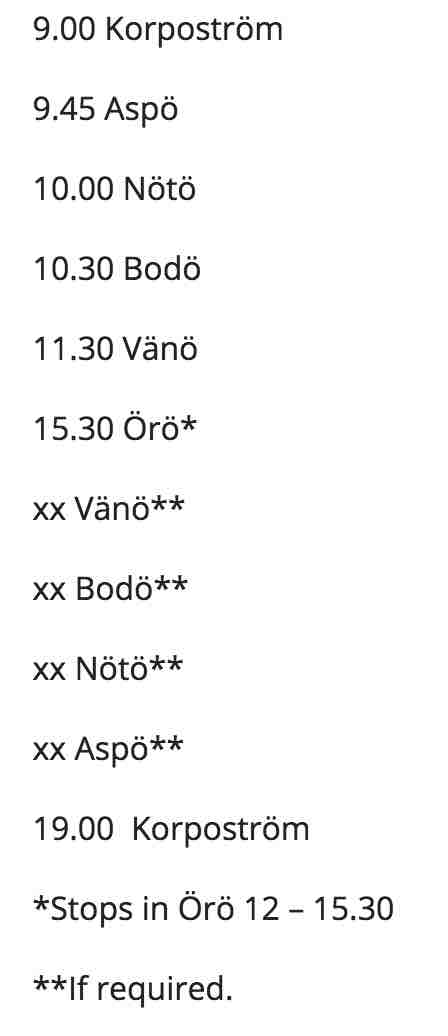 9.00 Korpoström
9.45 Aspö
10.00 Nötö
10.30 Bodö
11.30 Vänö
15.30 Örö*
xx Vänö**
xx Bodö**
xx Nötö**
xx Aspö**
19.00  Korpoström
*Stops in Örö 12 – 15.30
**If required.